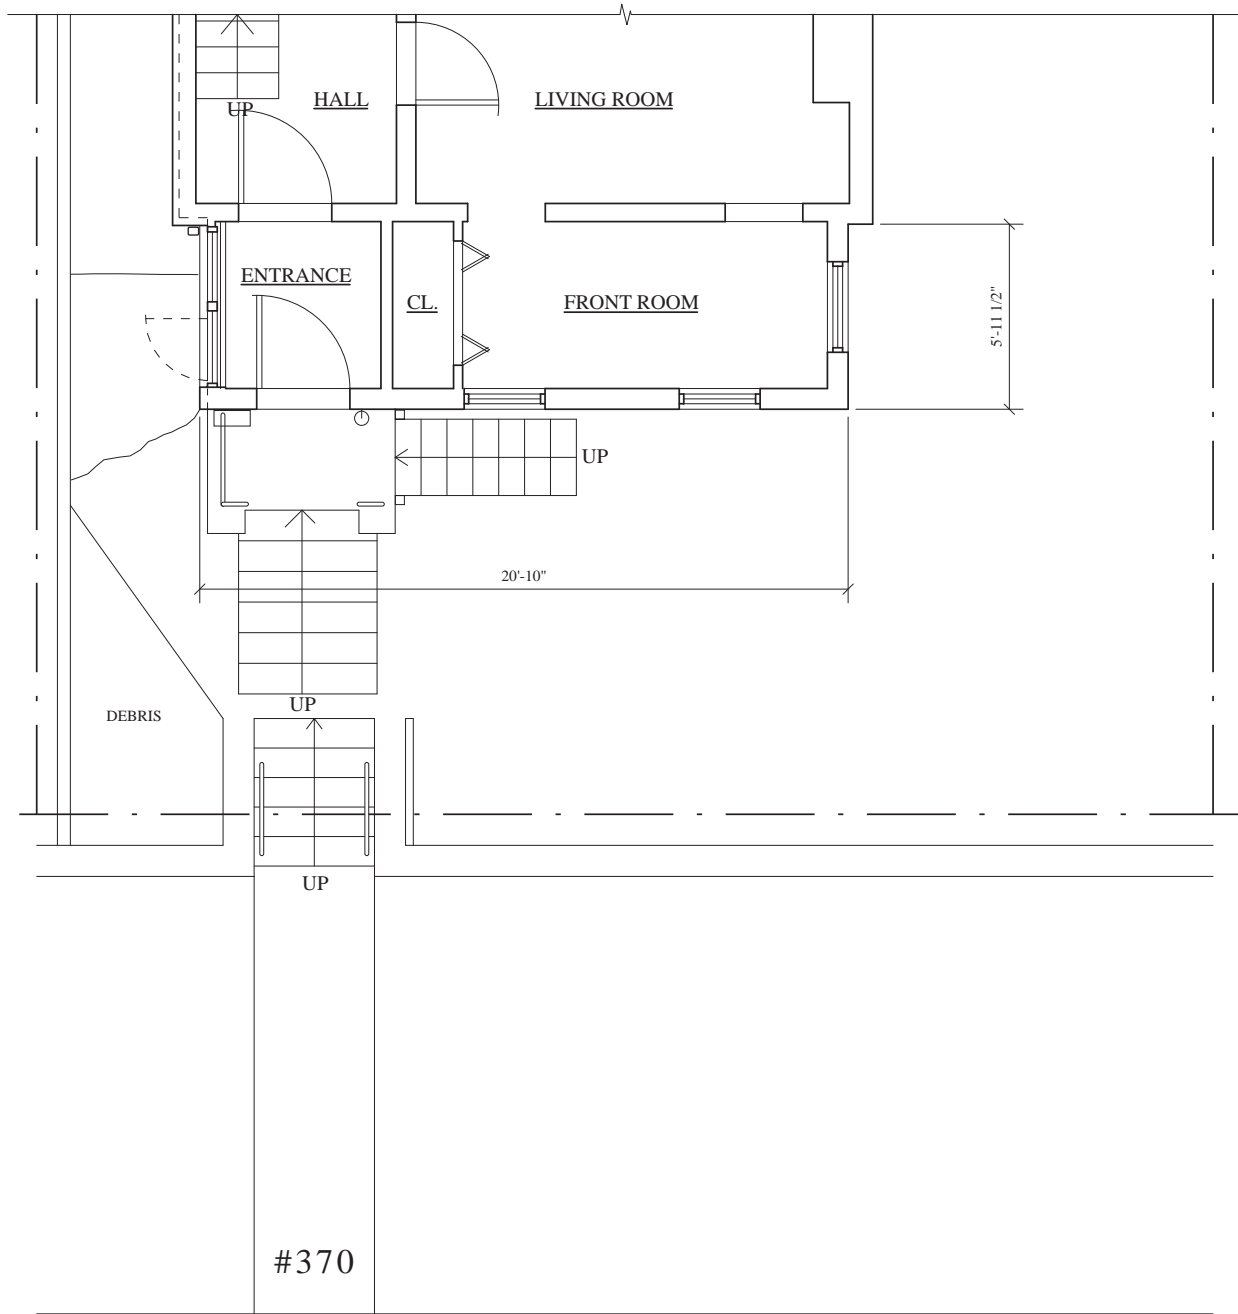 HALL
LIVING ROOM
UP
ENTRANCE
CL.
FRONT ROOM
5'-11 1/2"
UP
20'-10"
UP
DEBRIS
UP
#370